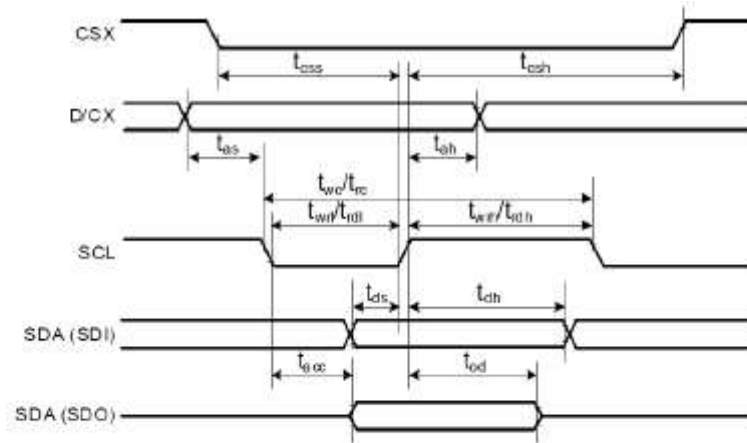 CSX
tcss
tcsh
D/CX
tas
tah
twc/trc
twrl/trdl
twrh/trdh
SCL
tds
tdh
SDA (SDI)
tacc
tod
SDA (SDO)